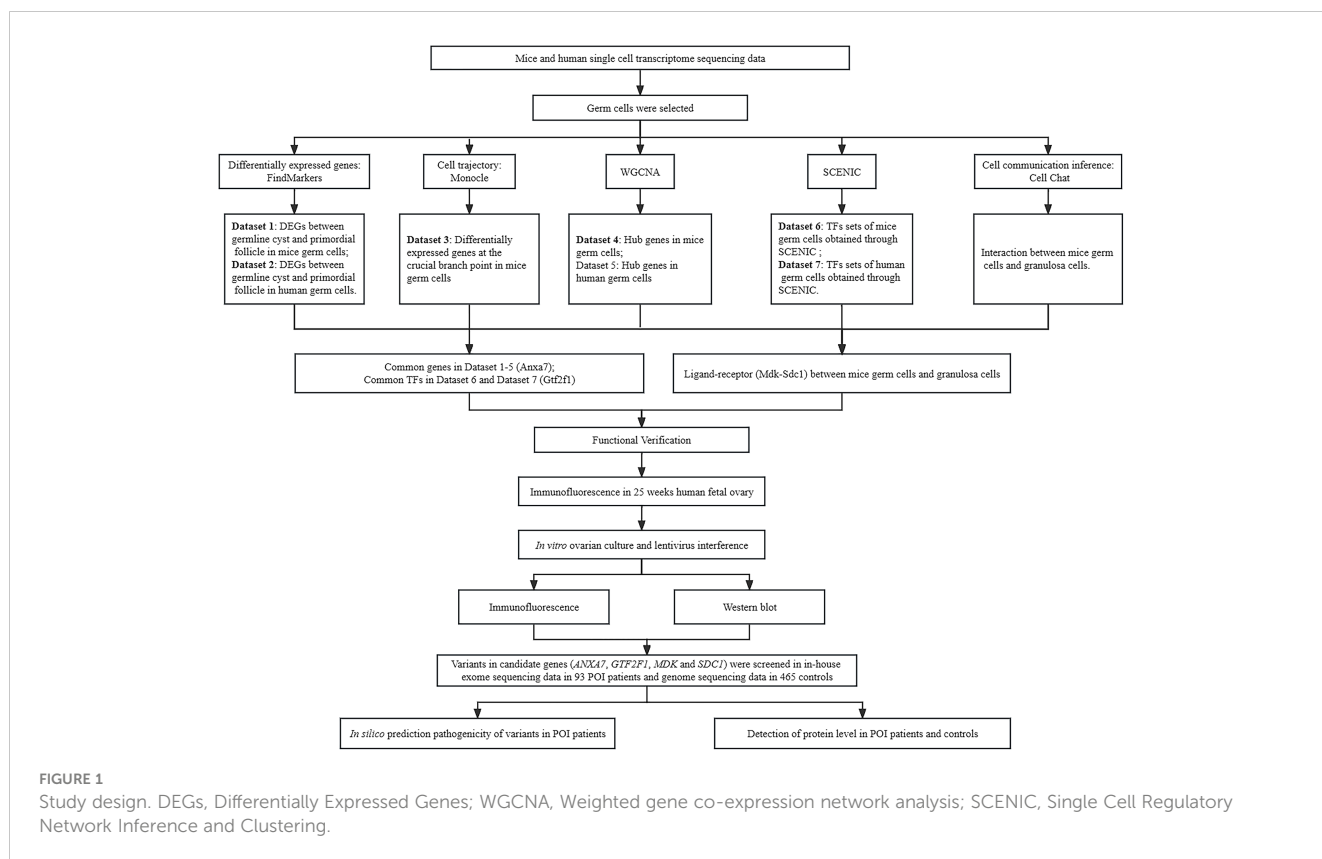 Mice and human single cell transcriptome sequencing data
Germ cells were selected
Differentially expressed genes:
FindMarkers
Cell trajectory:
Monocle
WGCNA
SCENIC
Cell communication inference:
Cell Chat
Dataset 1: DEGs between
germline cyst and primordial
follicle in mice germ cells;
Dataset 2: DEGs between
germline cyst and primordial
follicle in human germ cells.
Dataset 3: Differentially
expressed genes at the
crucial branch point in mice
germ cells
Dataset 4: Hub genes in mice
germ cells;
Dataset 5: Hub genes in
human germ cells
Dataset 6: TFs sets of mice
germ cells obtained through
SCENIC ;
Dataset 7: TFs sets of human
germ cells obtained through
SCENIC.
Interaction between mice germ
cells and granulosa cells.
Common genes in Dataset 1-5 (Anxa7);
Common TFs in Dataset 6 and Dataset 7 (Gtf2f1)
Ligand-receptor (Mdk-Sdc1) between mice germ cells and granulosa cells
Functional Verification
Immunofluorescence in 25 weeks human fetal ovary
In vitro ovarian culture and lentivirus interference
Immunofluorescence
Western blot
Variants in candidate genes (ANXA7, GTF2F1, MDK and SDC1) were screened in in-house
exome sequencing data in 93 POI patients and genome sequencing data in 465 controls
In silico prediction pathogenicity of variants in POI patients
Detection of protein level in POI patients and controls
FIGURE 1
Study design. DEGs, Differentially Expressed Genes; WGCNA, Weighted gene co-expression network analysis; SCENIC, Single Cell Regulatory
Network Inference and Clustering.